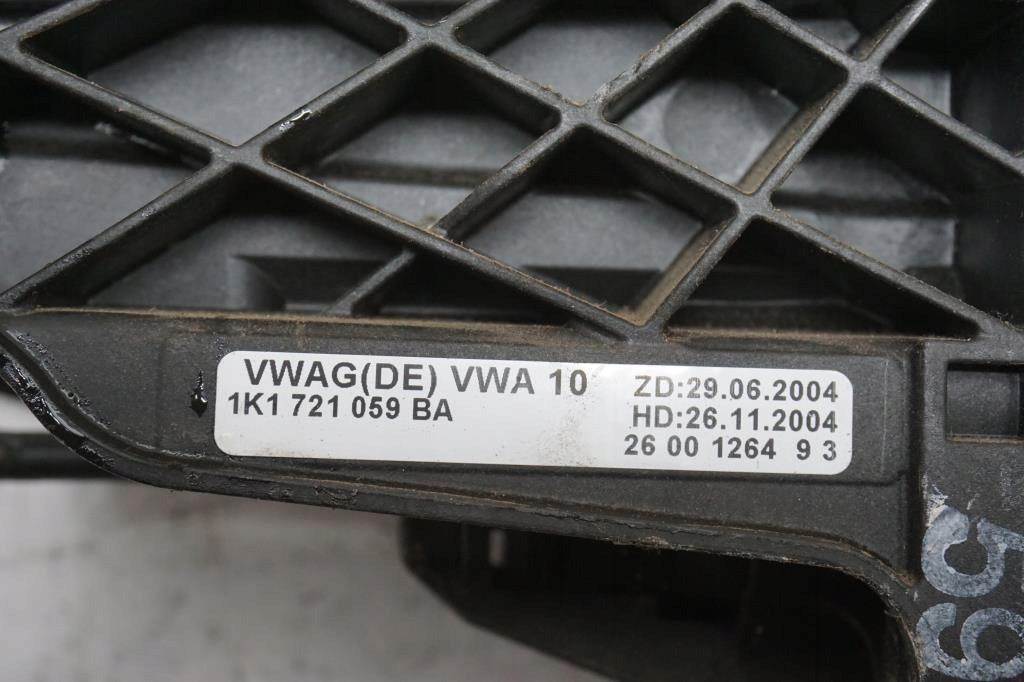 VWAG(DE) VWA 10
1K1 721 059 BA
ZD:29.06.2004
HD:26.11.2004
26 00 1264 9 3